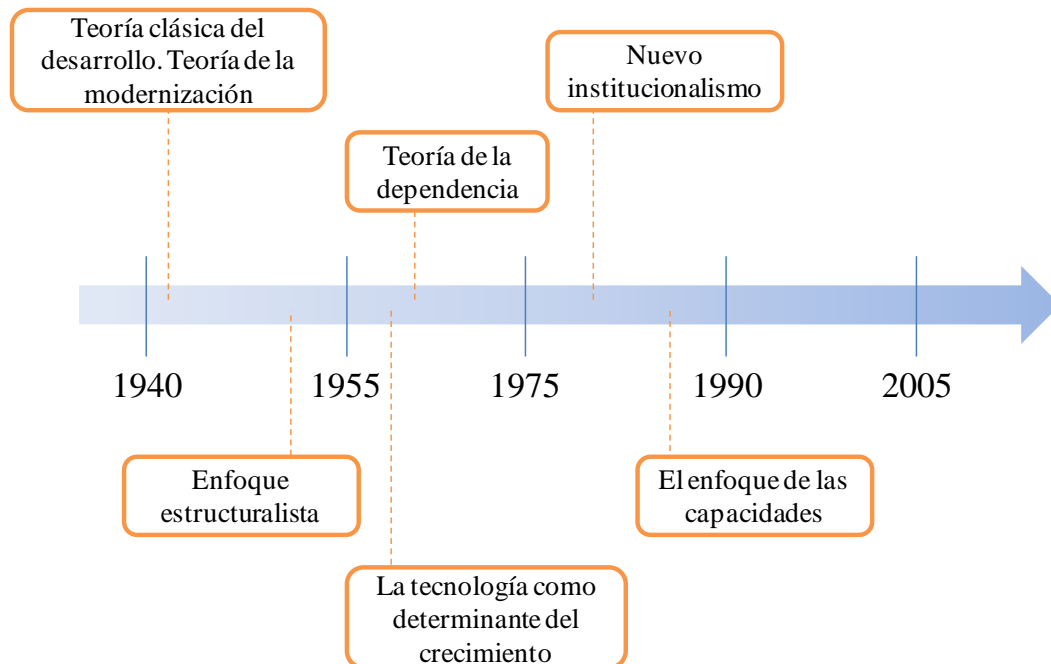 Teoría clásica del
desarrollo. Teoría de la
modernización
Nuevo
institucionalismo
Teoría de la
dependencia
1940
1955
1975
1990
2005
Enfoque
estructuralista
El enfoque de las
capacidades
La tecnología como
determinante del
crecimiento